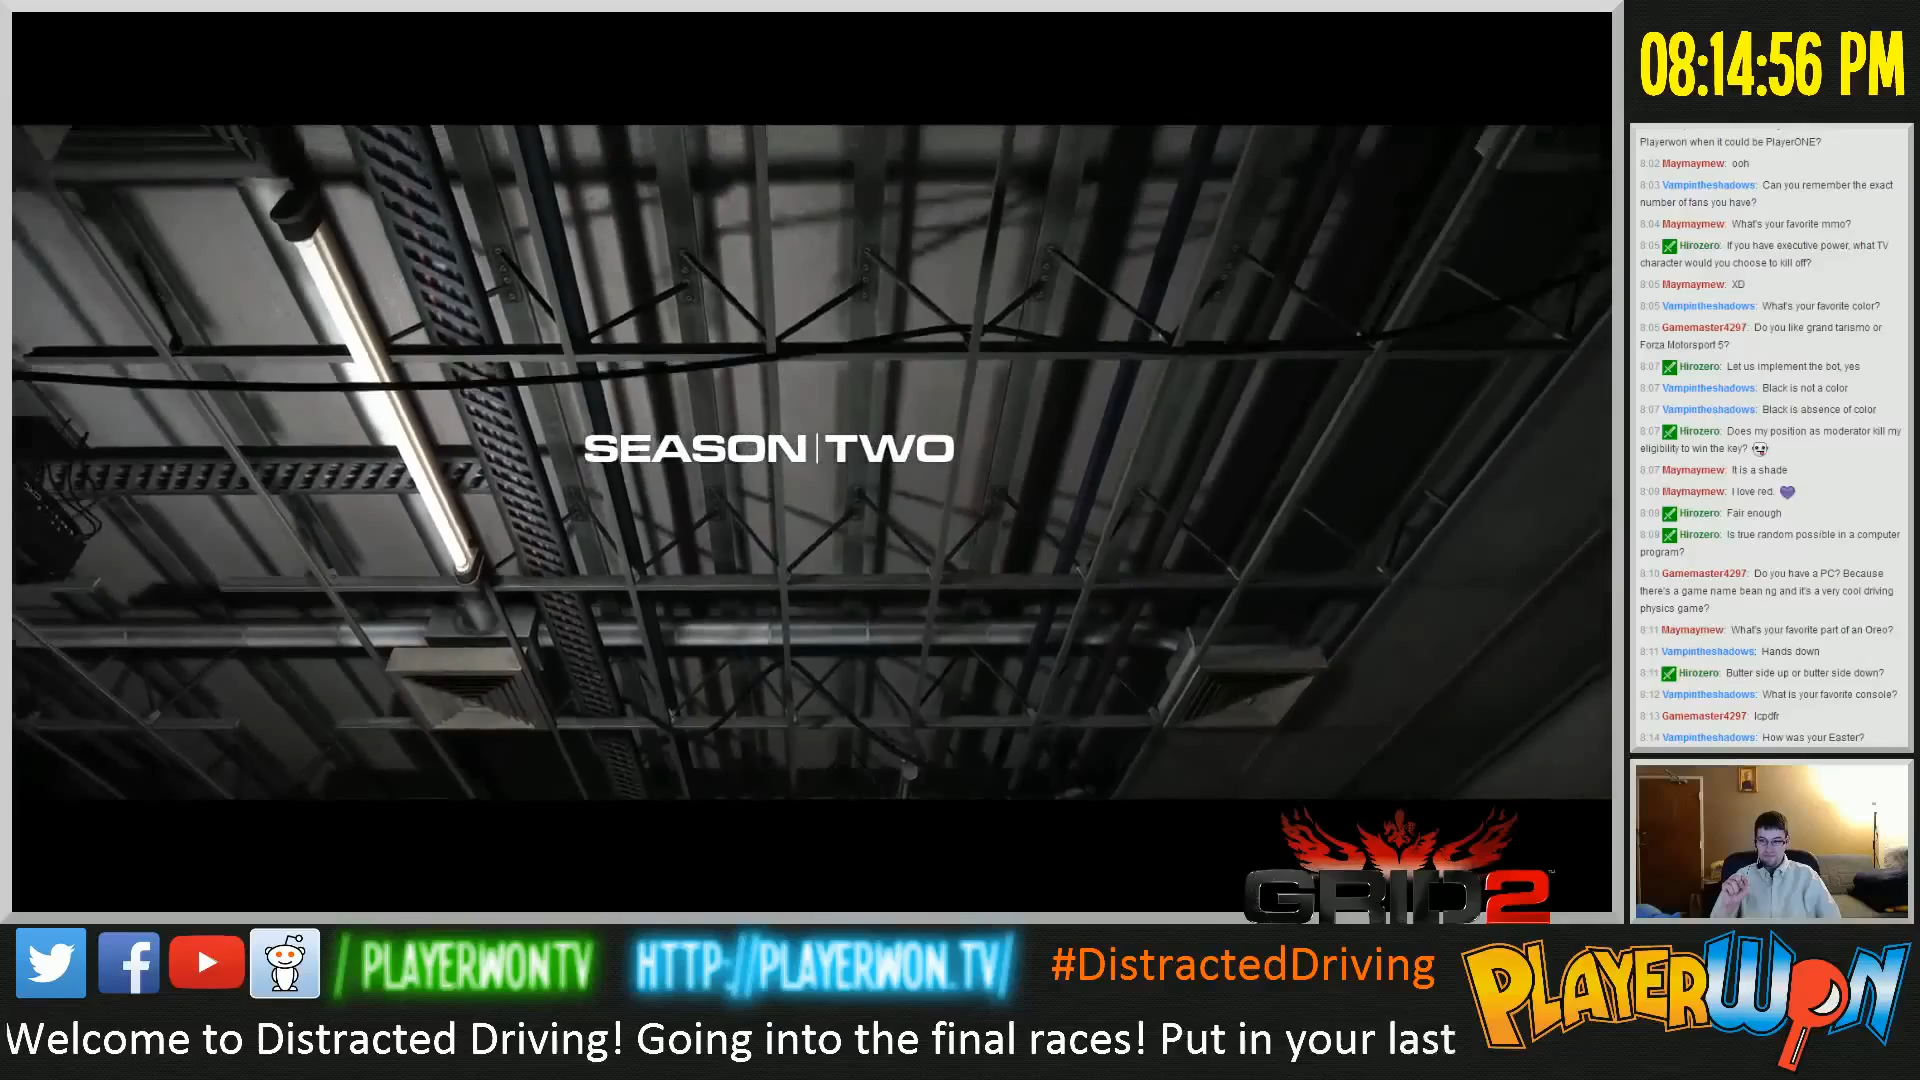 08:14:56 PM
Playerwon when it could be PlayerONE?
8:02 Maymaymew: ooh
8:03 Vampintheshadows: Can you remember the exact
number of fans you have?
8:04 Maymaymew: What's your favorite mmo?
8:05 Hirozero: If you have executive power, what TV
character would you choose to kill off?
8:05 Maymaymew: XD
8:05 Vampintheshadows: What's your favorite color?
8:05 Gamemaster4297: Do you like grand tarismo or
Forza Motorsport 5?
8:07 Hirozero: Let us implement the bot, yes
8:07 Vampintheshadows: Black is not a color
8:07 Vampintheshadows: Black is absence of color
8:07 Hirozero: Does my position as moderator kill my
eligibility to win the key?
8:07 Maymaymew: It is a shade
8:09 Maymaymew: I love red.
8:09 Hirozero: Fair enough
8:09 Hirozero: Is true random possible in a computer
program?
8:10 Gamemaster4297: Do you have a PC? Because
there's a game name bean ng and it's a very cool driving
physics game?
8:11 Maymaymew: What's your favorite part of an Oreo?
8:11 Vampintheshadows: Hands down
8:11 Hirozero: Butter side up or butter side down?
8:12 Vampintheshadows: What is your favorite console?
8:13 Gamemaster4297: lcpdfr
8:14 Vampintheshadows: How was your Easter?
SEASON|TWO
GRID2
/PLAYERWONTV
HTTP://PLAYERWON.TV/
#DistractedDriving
PLAYERWON
Welcome to Distracted Driving! Going into the final races! Put in your last